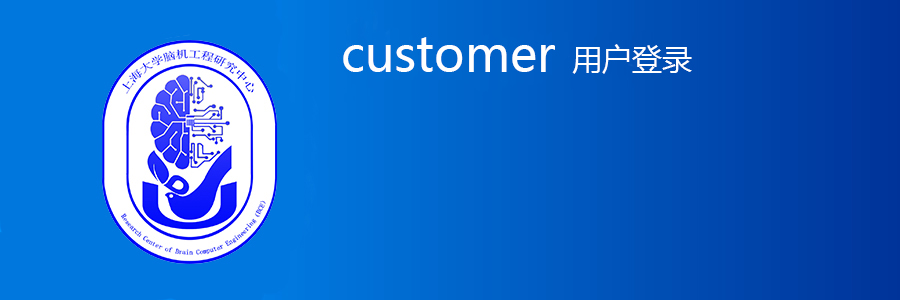 customer 用户登录
上海大学脑机工程研究中心
Research Center of Brain Computer Engineering (BCE)